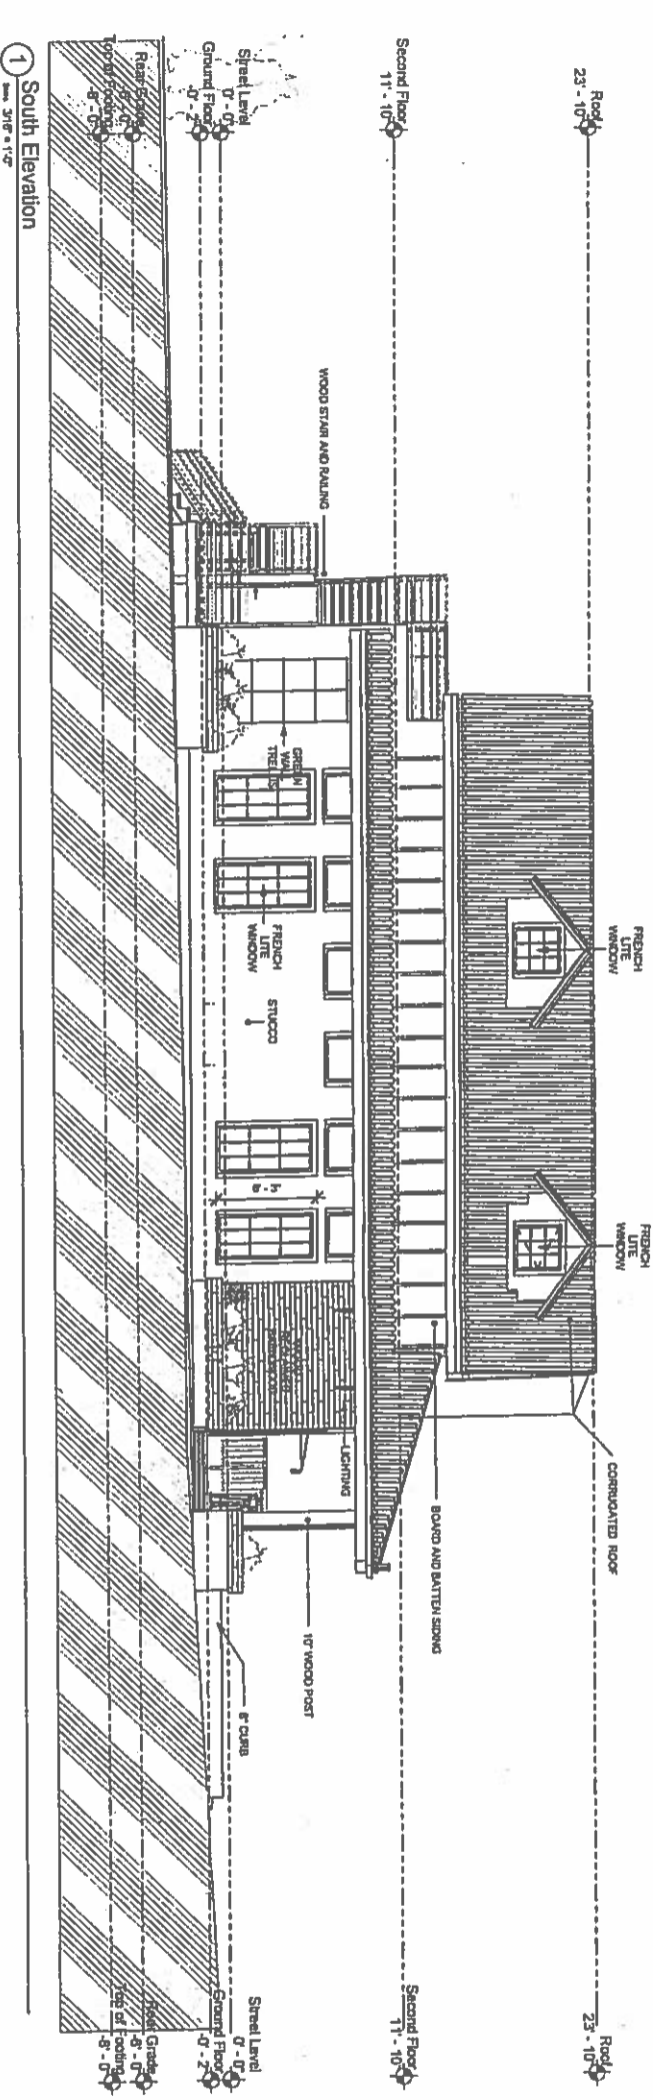 Roof
23' - 10"
Second Floor
11' - 10"
Street Level
0' - 0"
Ground Floor
-0' - 2"
Rear Grade
-6' - 0"
Top of Footing
-8' - 0"
1
South Elevation
3/16" = 1'-0"
WOOD STAIR AND RAILING
GREEN
WALL
TRELLIS
FRENCH
LITE
WINDOW
STUCCO
FRENCH
LITE
WINDOW
FRENCH
LITE
WINDOW
CORRUGATED ROOF
BOARD AND BATTEN SIDING
LIGHTING
10" WOOD POST
6" CURB
Roof
23' - 10"
Second Floor
11' - 10"
Street Level
0' - 0"
Ground Floor
-0' - 2"
Rear Grade
-6' - 0"
Top of Footing
-8' - 0"